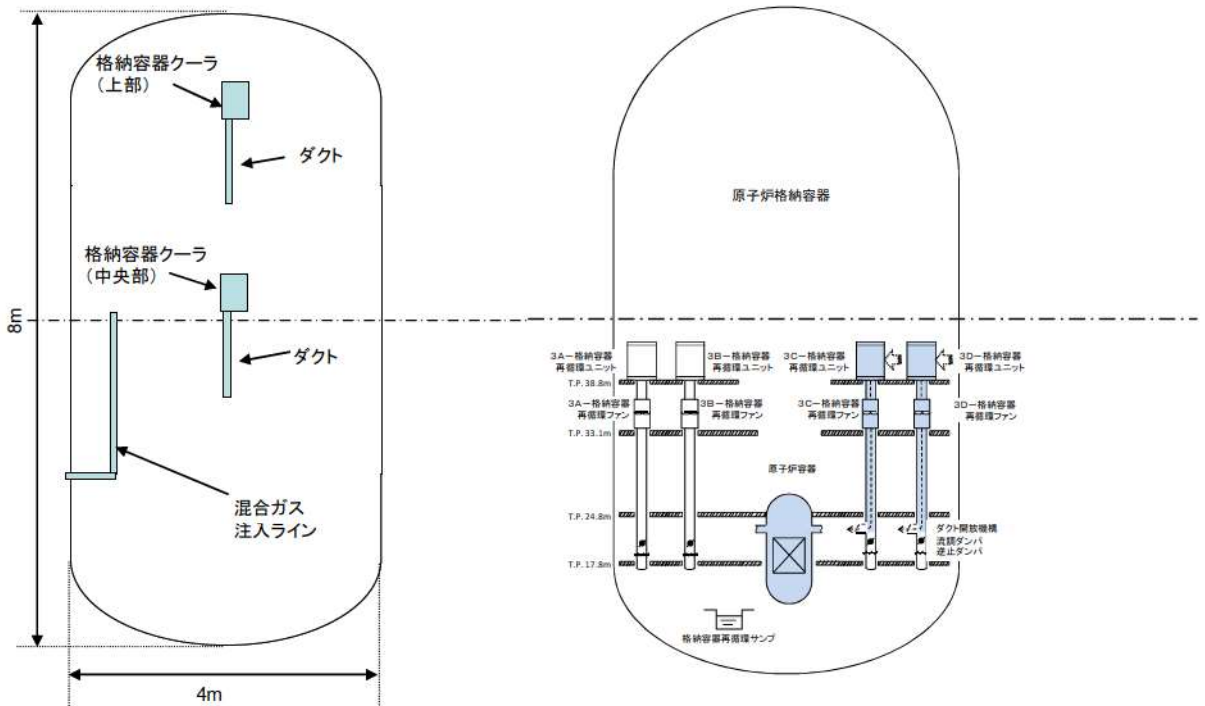 格納容器クーラ
(上部)
ダクト
格納容器クーラ
(中央部)
ダクト
混合ガス
注入ライン
8m
4m
原子炉格納容器
3A-格納容器
再循環ユニット
3B-格納容器
再循環ユニット
3C-格納容器
再循環ユニット
3D-格納容器
再循環ユニット
T.P. 38.8m
3A-格納容器
再循環ファン
3B-格納容器
再循環ファン
3C-格納容器
再循環ファン
3D-格納容器
再循環ファン
T.P. 33.1m
原子炉容器
T.P. 24.8m
ダクト開放機構
流調ダンパ
逆止ダンパ
T.P. 17.8m
格納容器再循環サンプ